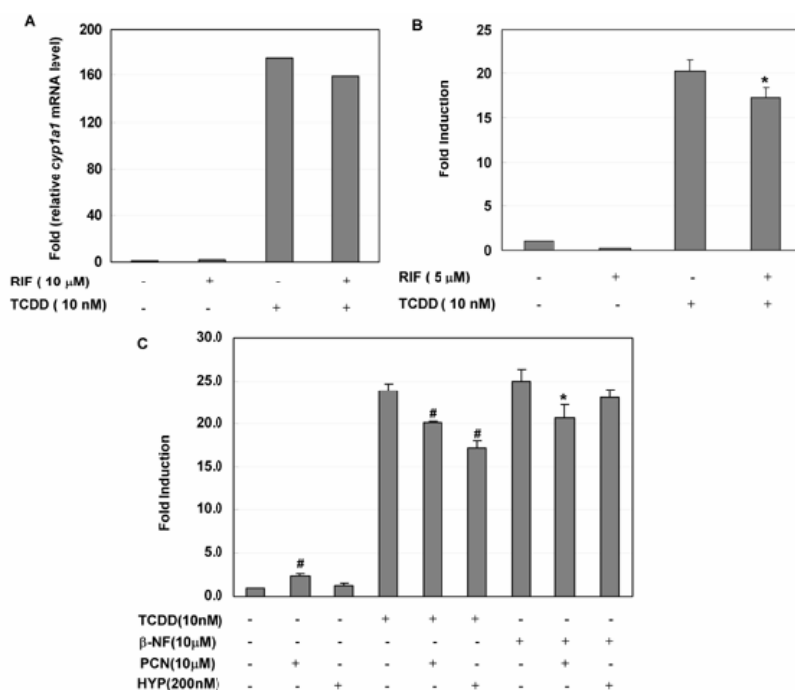 A
Fold (relative cyp1a1 mRNA level)
200
160
120
80
40
0
RIF ( 10 μM) - + - +
TCDD ( 10 nM) - - + +
B
Fold Induction
25
20
15
10
5
0
*
RIF ( 5 μM) - + - +
TCDD ( 10 nM) - - + +
C
Fold Induction
30.0
25.0
20.0
15.0
10.0
5.0
0.0
# # # *
TCDD(10nM) - - - + + + - - -
β-NF(10μM) - - - - - - + + +
PCN(10μM) - + - - + - - + -
HYP(200nM) - - + - - + - - +